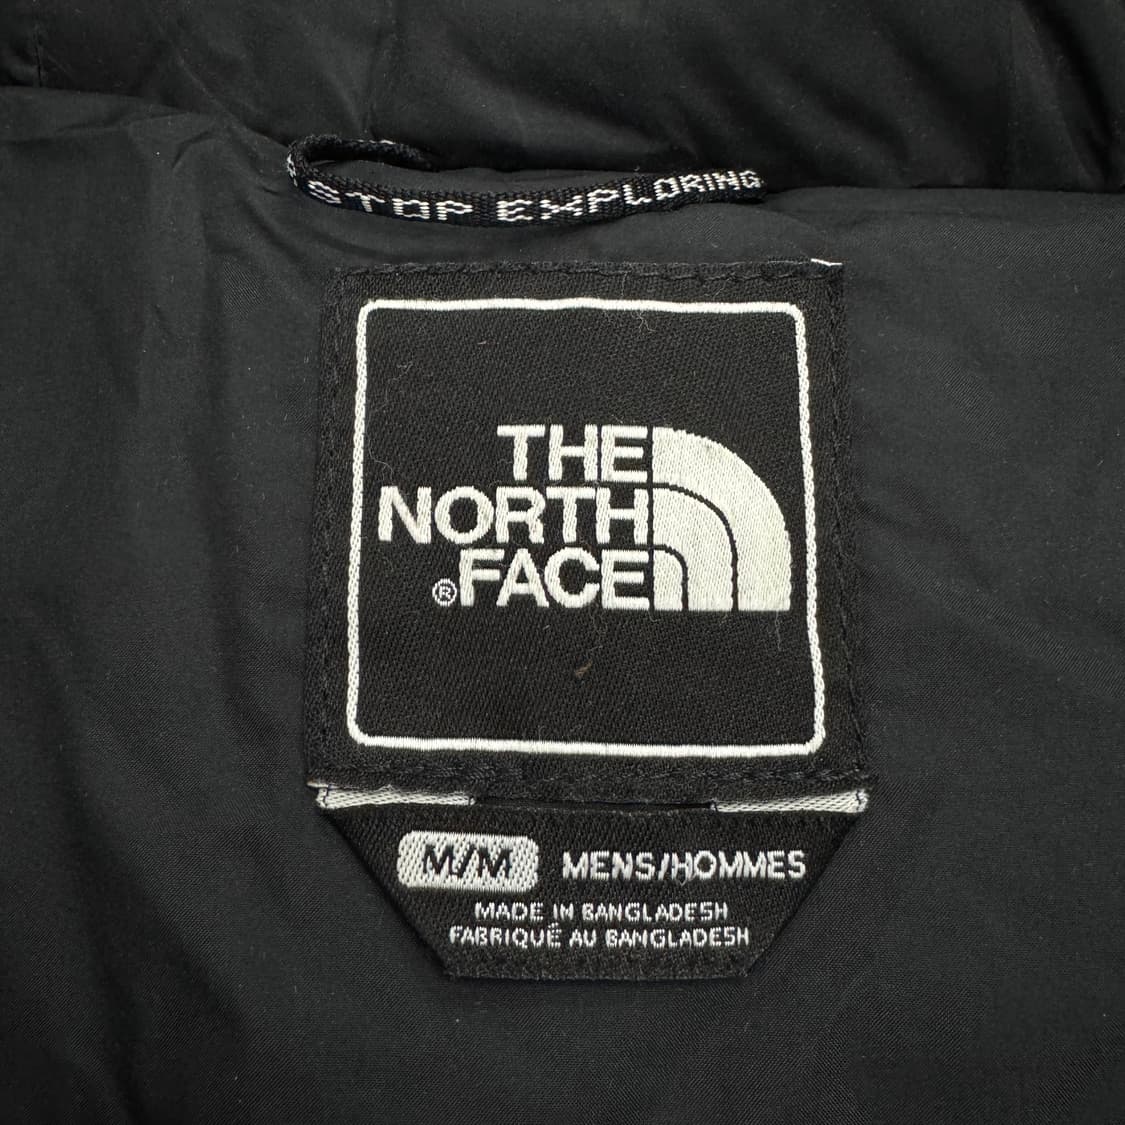 STOP EXPLORING
THE
NORTH
® FACE
M/M MENS/HOMMES
MADE IN BANGLADESH
FABRIQUÉ AU BANGLADESH